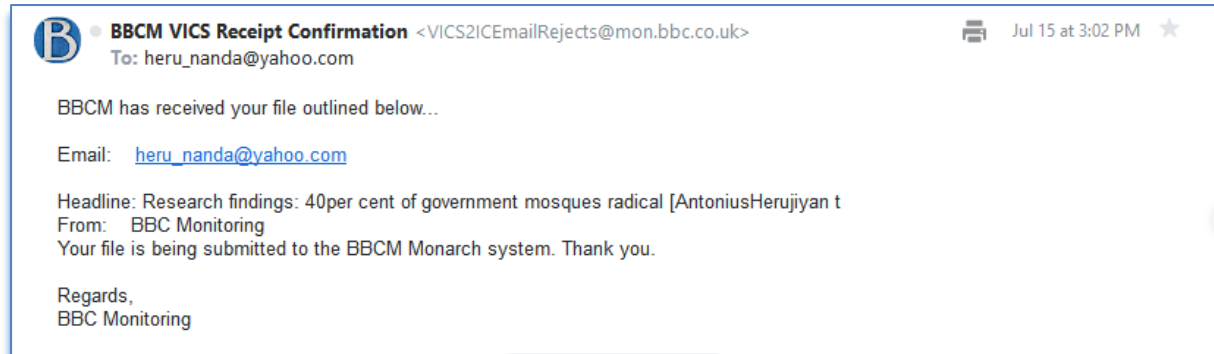 B
BBCM VICS Receipt Confirmation <VICS2ICEmailRejects@mon.bbc.co.uk> Jul 15 at 3:02 PM
To: heru_nanda@yahoo.com
BBCM has received your file outlined below...
Email: heru_nanda@yahoo.com
Headline: Research findings: 40per cent of government mosques radical [AntoniusHerujiyan t
From: BBC Monitoring
Your file is being submitted to the BBCM Monarch system. Thank you.
Regards,
BBC Monitoring